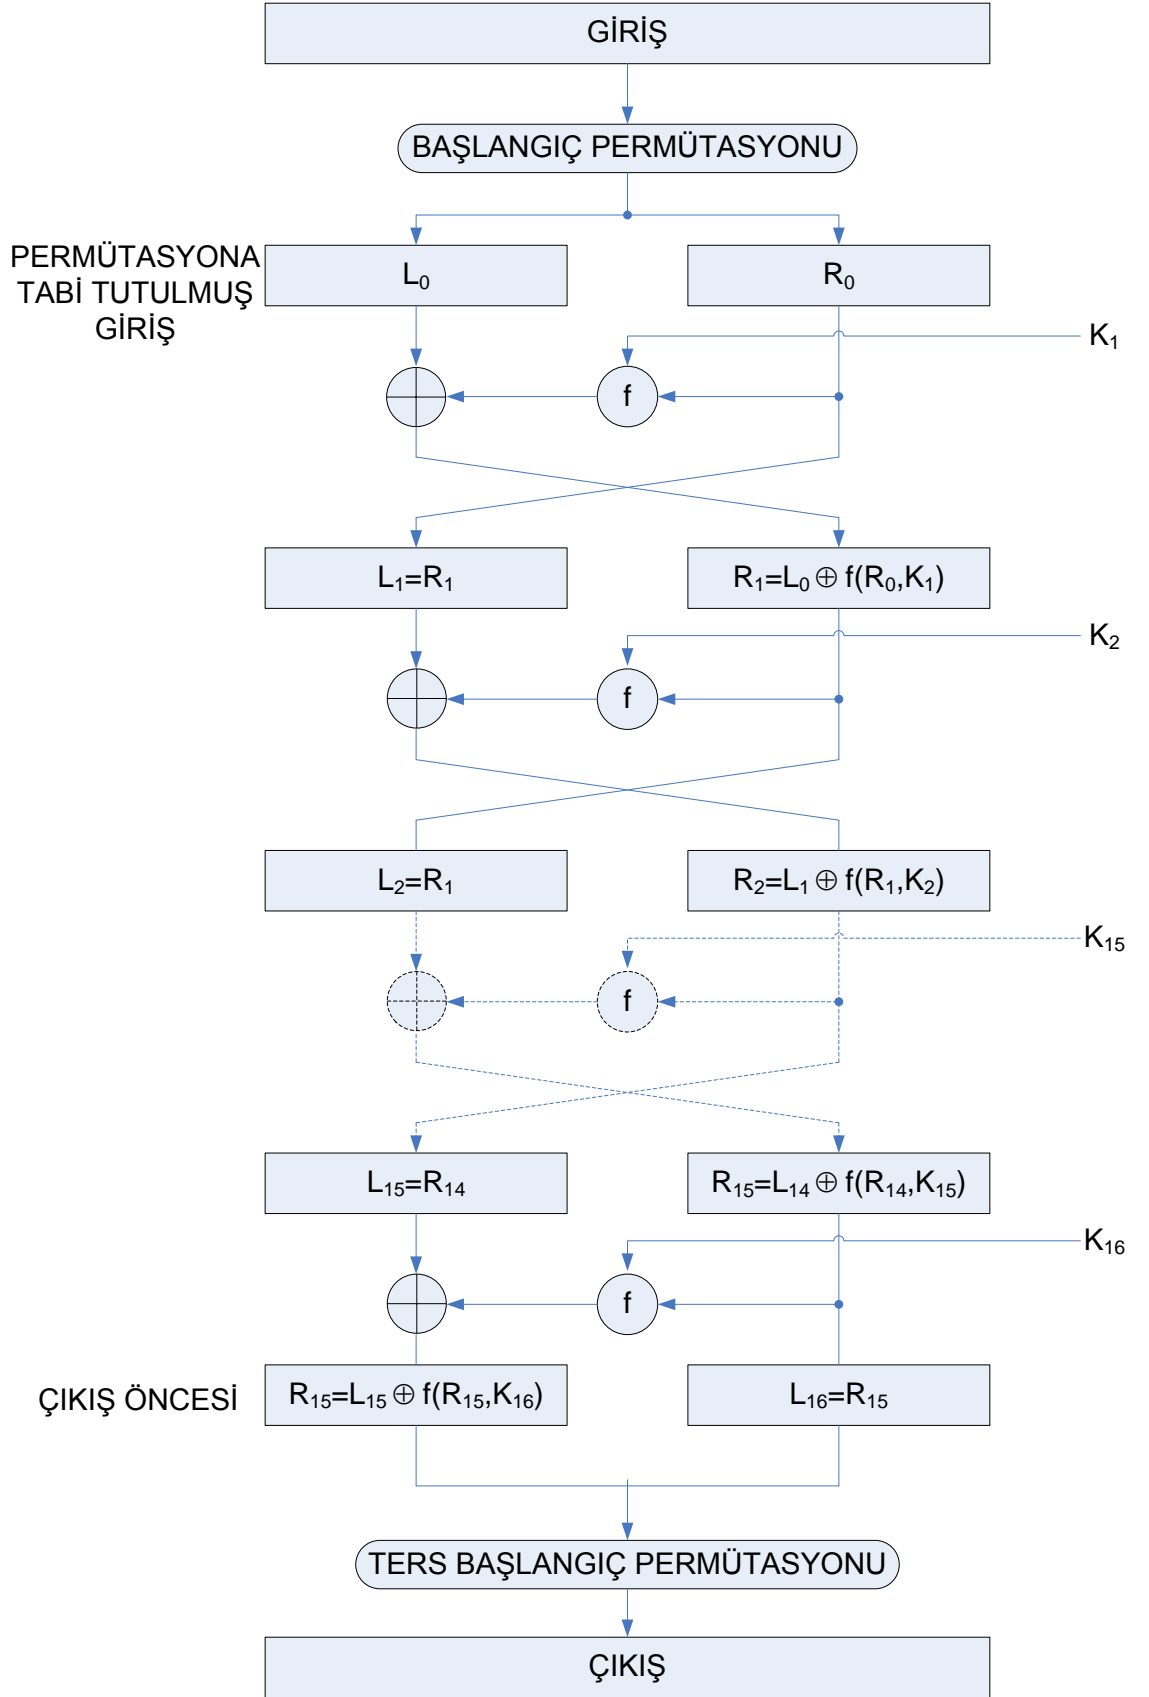 GİRİŞ
BAŞLANGIÇ PERMÜTASYONU
PERMÜTASYONA
TABİ TUTULMUŞ
GİRİŞ
L₀
R₀
K₁
f
L₁=R₁
R₁=L₀ ⊕ f(R₀,K₁)
K₂
f
L₂=R₁
R₂=L₁ ⊕ f(R₁,K₂)
K₁₅
f
L₁₅=R₁₄
R₁₅=L₁₄ ⊕ f(R₁₄,K₁₅)
K₁₆
f
ÇIKIŞ ÖNCESİ
R₁₅=L₁₅ ⊕ f(R₁₅,K₁₆)
L₁₆=R₁₅
TERS BAŞLANGIÇ PERMÜTASYONU
ÇIKIŞ